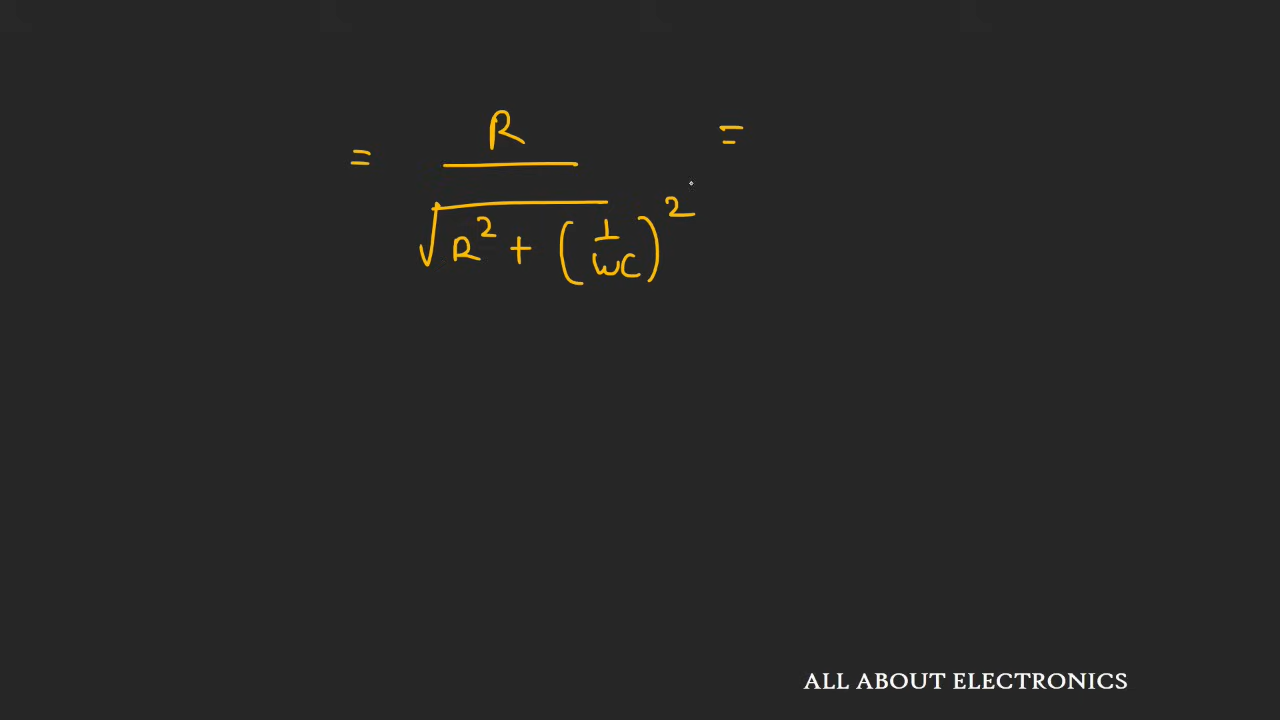 = R / √R² + (1/WC)² =
ALL ABOUT ELECTRONICS